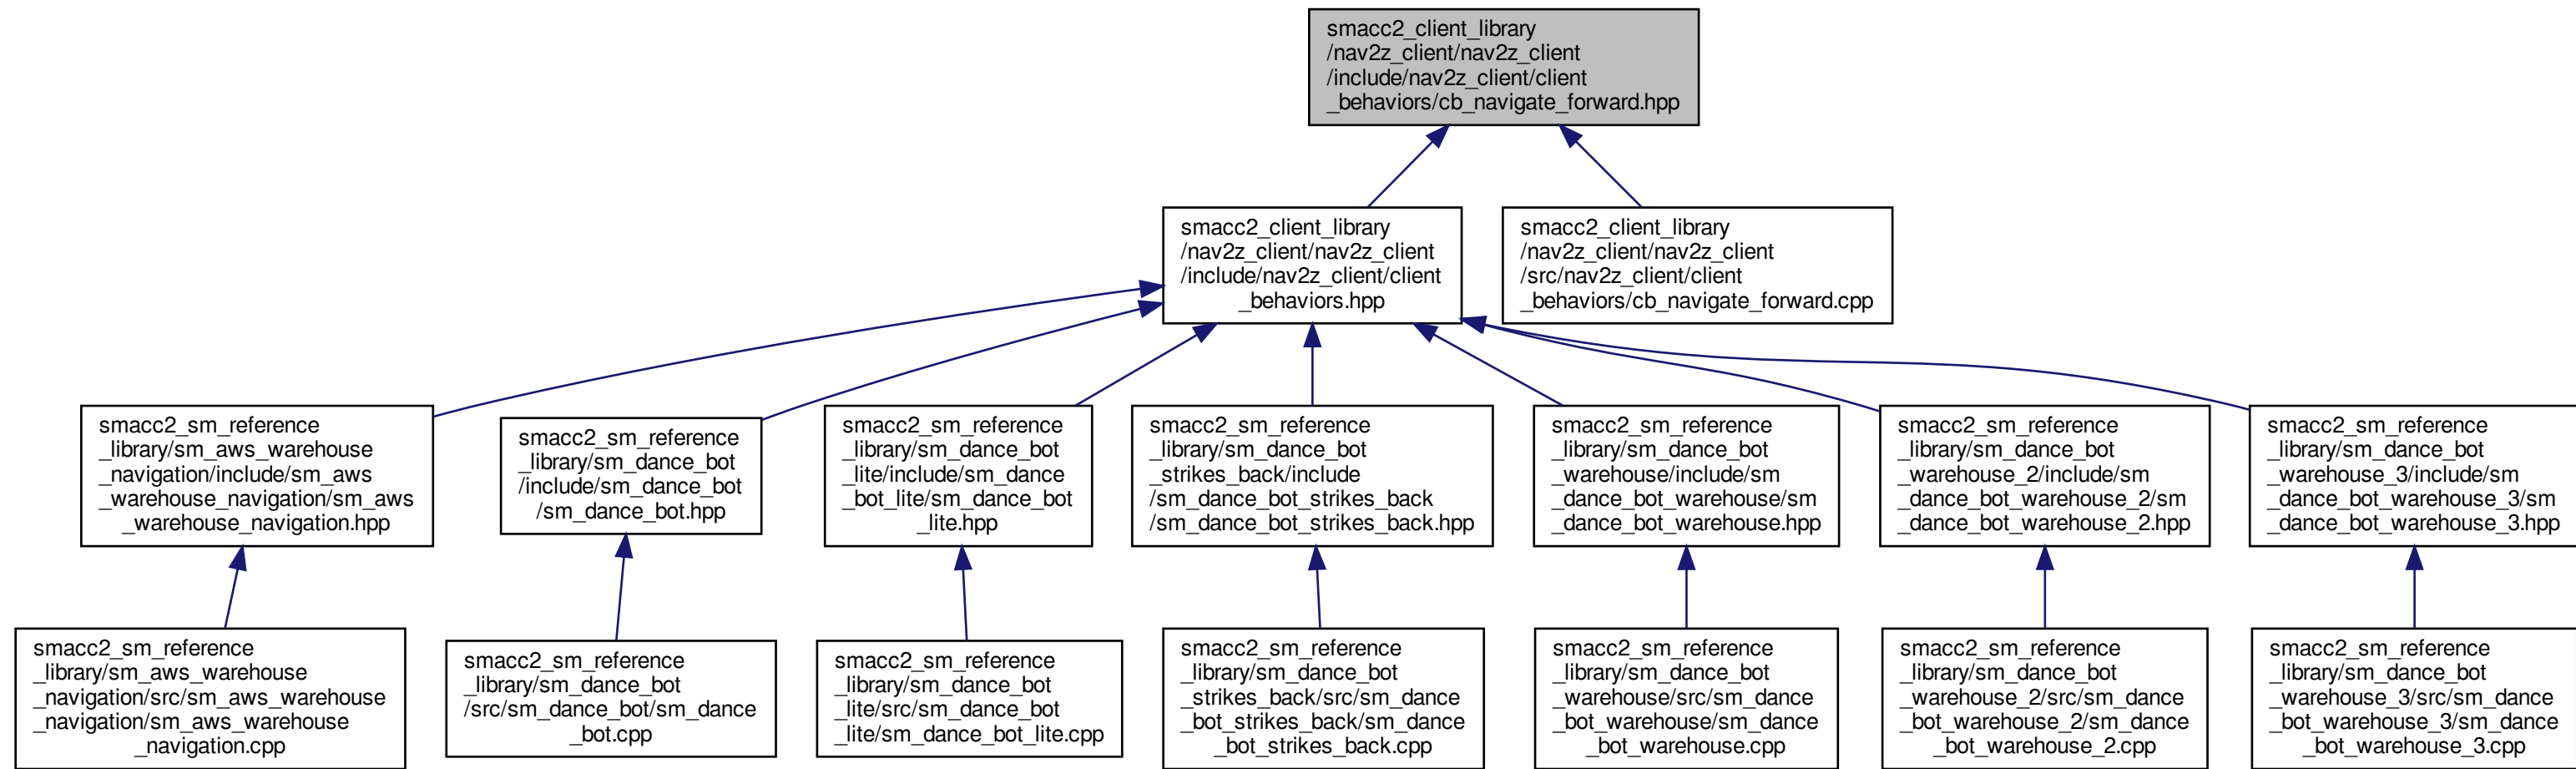 smacc2_client_library
/nav2z_client/nav2z_client
/include/nav2z_client/client
_behaviors/cb_navigate_forward.hpp
smacc2_client_library
/nav2z_client/nav2z_client
/include/nav2z_client/client
_behaviors.hpp
smacc2_client_library
/nav2z_client/nav2z_client
/src/nav2z_client/client
_behaviors/cb_navigate_forward.cpp
smacc2_sm_reference
_library/sm_aws_warehouse
_navigation/include/sm_aws
_warehouse_navigation/sm_aws
_warehouse_navigation.hpp
smacc2_sm_reference
_library/sm_dance_bot
/include/sm_dance_bot
/sm_dance_bot.hpp
smacc2_sm_reference
_library/sm_dance_bot
_lite/include/sm_dance
_bot_lite/sm_dance_bot
_lite.hpp
smacc2_sm_reference
_library/sm_dance_bot
_strikes_back/include
/sm_dance_bot_strikes_back
/sm_dance_bot_strikes_back.hpp
smacc2_sm_reference
_library/sm_dance_bot
_warehouse/include/sm
_dance_bot_warehouse/sm
_dance_bot_warehouse.hpp
smacc2_sm_reference
_library/sm_dance_bot
_warehouse_2/include/sm
_dance_bot_warehouse_2/sm
_dance_bot_warehouse_2.hpp
smacc2_sm_reference
_library/sm_dance_bot
_warehouse_3/include/sm
_dance_bot_warehouse_3/sm
_dance_bot_warehouse_3.hpp
smacc2_sm_reference
_library/sm_aws_warehouse
_navigation/src/sm_aws_warehouse
_navigation/sm_aws_warehouse
_navigation.cpp
smacc2_sm_reference
_library/sm_dance_bot
/src/sm_dance_bot/sm_dance
_bot.cpp
smacc2_sm_reference
_library/sm_dance_bot
_lite/src/sm_dance_bot
_lite/sm_dance_bot_lite.cpp
smacc2_sm_reference
_library/sm_dance_bot
_strikes_back/src/sm_dance
_bot_strikes_back/sm_dance
_bot_strikes_back.cpp
smacc2_sm_reference
_library/sm_dance_bot
_warehouse/src/sm_dance
_bot_warehouse/sm_dance
_bot_warehouse.cpp
smacc2_sm_reference
_library/sm_dance_bot
_warehouse_2/src/sm_dance
_bot_warehouse_2/sm_dance
_bot_warehouse_2.cpp
smacc2_sm_reference
_library/sm_dance_bot
_warehouse_3/src/sm_dance
_bot_warehouse_3/sm_dance
_bot_warehouse_3.cpp